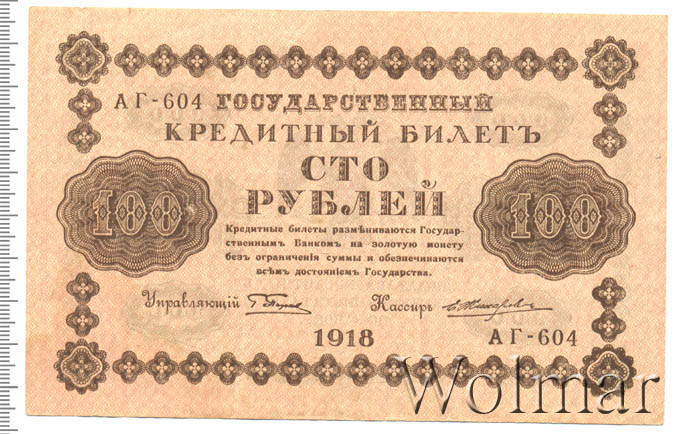 АГ-604 ГОСУДАРСТВЕННЫЙ
КРЕДИТНЫЙ БИЛЕТЪ
СТО
РУБЛЕЙ
100
100
Кредитные билеты размѣниваются Государ-
ственнымъ Банкомъ на золотую монету
безъ ограниченія суммы и обезпечиваются
всѣмъ достояніемъ Государства.
Управляющій
Кассиръ
1918
АГ-604
Wolmar